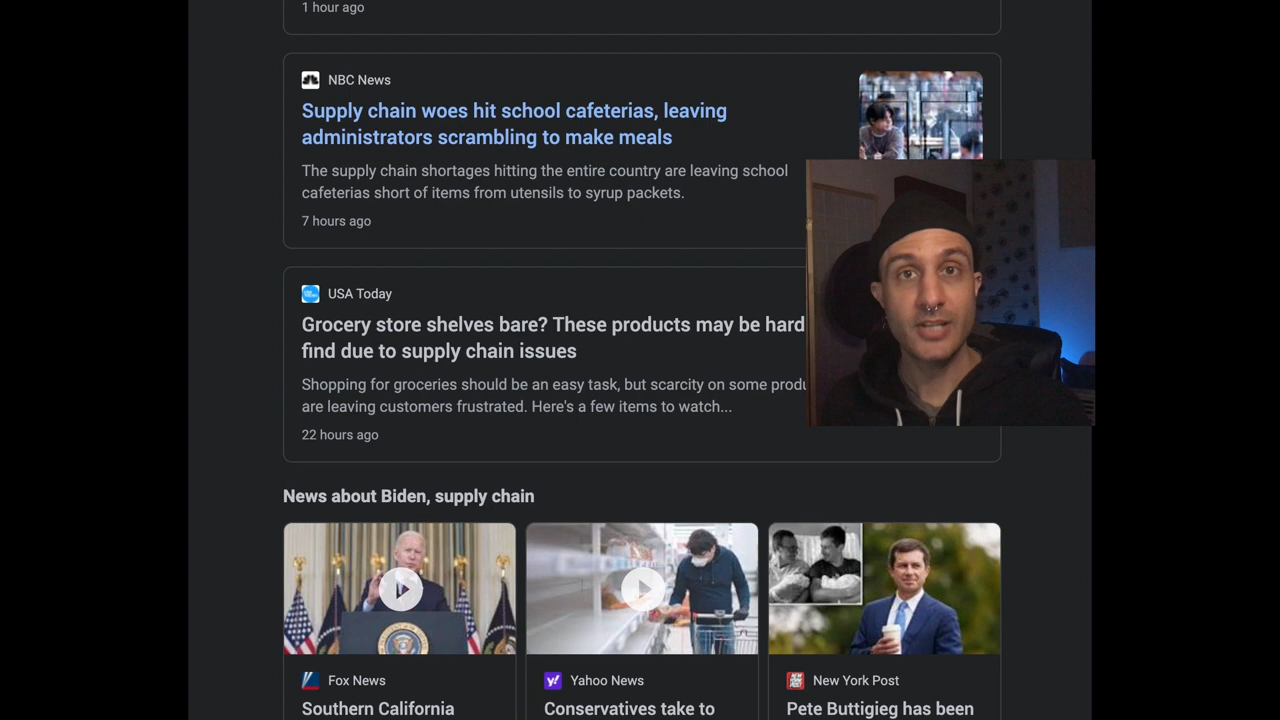 1 hour ago
NBC News
Supply chain woes hit school cafeterias, leaving
administrators scrambling to make meals
The supply chain shortages hitting the entire country are leaving school
cafeterias short of items from utensils to syrup packets.
7 hours ago
USA Today
Grocery store shelves bare? These products may be hard
find due to supply chain issues
Shopping for groceries should be an easy task, but scarcity on some produ
are leaving customers frustrated. Here's a few items to watch...
22 hours ago
News about Biden, supply chain
Fox News
Yahoo News
New York Post
Southern California
Conservatives take to
Pete Buttigieg has been